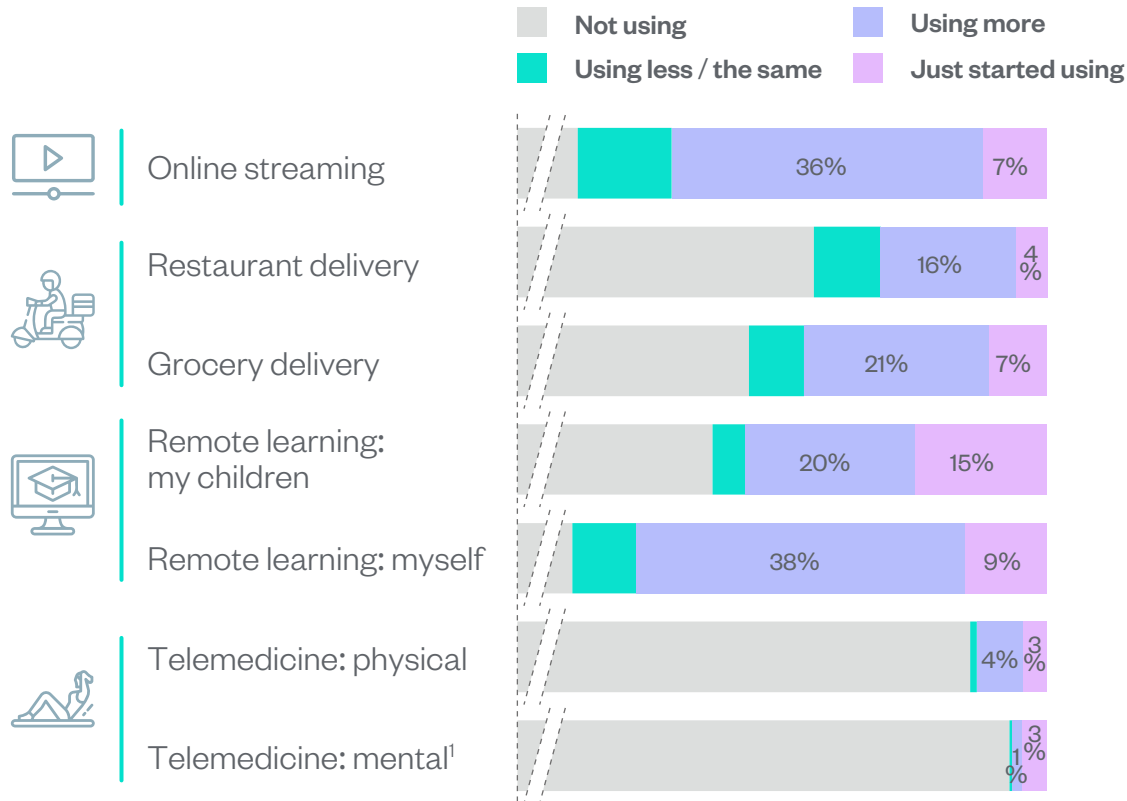 Not using
Using more
Using less / the same
Just started using
Online streaming
36%
7%
Restaurant delivery
16%
4
%
Grocery delivery
21%
7%
Remote learning:
my children
20%
15%
Remote learning: myself
38%
9%
Telemedicine: physical
4%
3
%
Telemedicine: mental¹
1
%
3
%